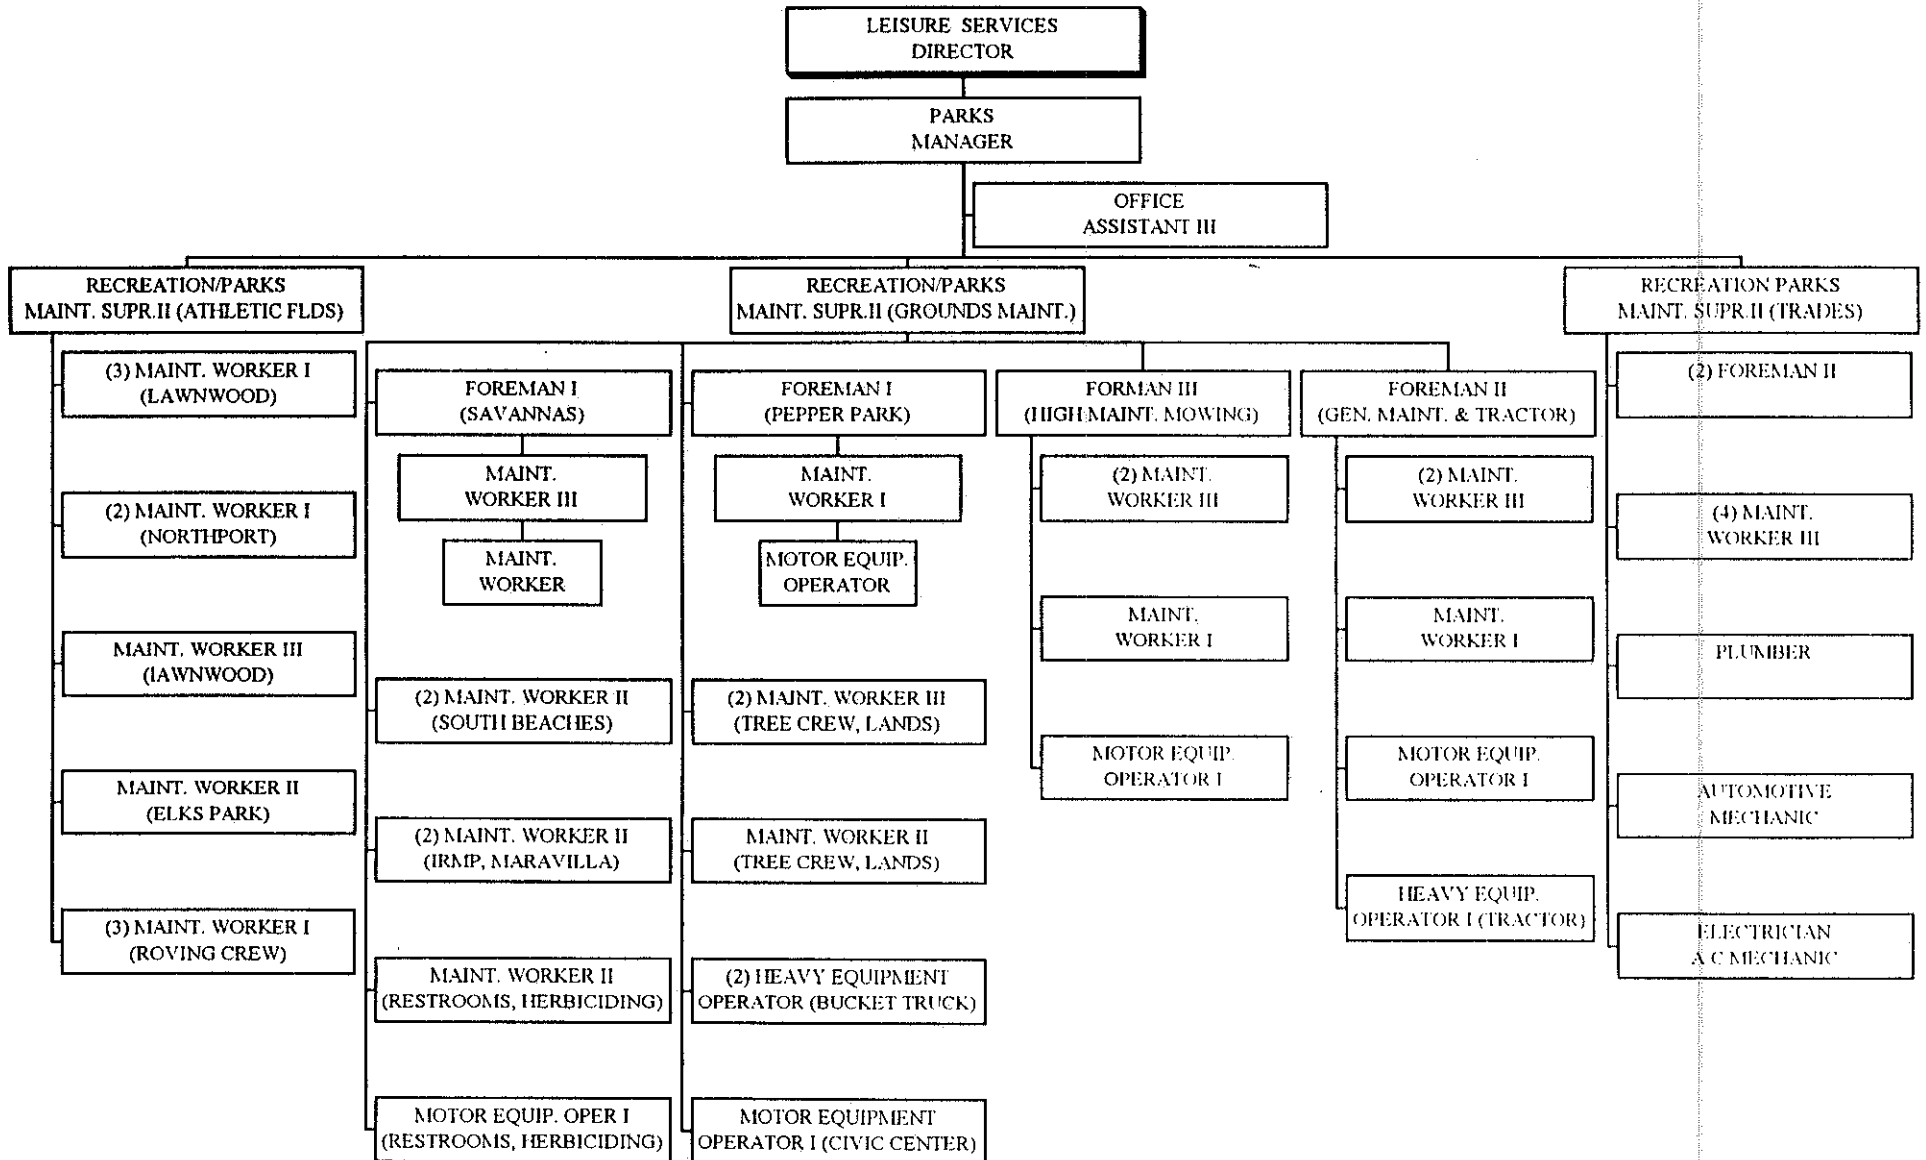 LEISURE SERVICES
DIRECTOR
PARKS
MANAGER
OFFICE
ASSISTANT III
RECREATION/PARKS
MAINT. SUPR.II (ATHLETIC FLDS)
(3) MAINT. WORKER I
(LAWNWOOD)
(2) MAINT. WORKER I
(NORTHPORT)
MAINT. WORKER III
(LAWNWOOD)
MAINT. WORKER II
(ELKS PARK)
(3) MAINT. WORKER I
(ROVING CREW)
RECREATION/PARKS
MAINT. SUPR.II (GROUNDS MAINT.)
FOREMAN I
(SAVANNAS)
MAINT.
WORKER III
MAINT.
WORKER
(2) MAINT. WORKER II
(SOUTH BEACHES)
(2) MAINT. WORKER II
(IRMP, MARAVILLA)
MAINT. WORKER II
(RESTROOMS, HERBICIDING)
MOTOR EQUIP. OPER I
(RESTROOMS, HERBICIDING)
FOREMAN I
(PEPPER PARK)
MAINT.
WORKER I
MOTOR EQUIP.
OPERATOR
(2) MAINT. WORKER III
(TREE CREW, LANDS)
MAINT. WORKER II
(TREE CREW, LANDS)
(2) HEAVY EQUIPMENT
OPERATOR (BUCKET TRUCK)
MOTOR EQUIPMENT
OPERATOR I (CIVIC CENTER)
FORMAN III
(HIGH MAINT. MOWING)
(2) MAINT.
WORKER III
MAINT.
WORKER I
MOTOR EQUIP.
OPERATOR I
FOREMAN II
(GEN. MAINT. & TRACTOR)
(2) MAINT.
WORKER III
MAINT.
WORKER I
MOTOR EQUIP.
OPERATOR I
HEAVY EQUIP.
OPERATOR I (TRACTOR)
RECREATION PARKS
MAINT. SUPR.II (TRADES)
(2) FOREMAN II
(4) MAINT.
WORKER III
PLUMBER
AUTOMOTIVE
MECHANIC
ELECTRICIAN
A C MECHANIC